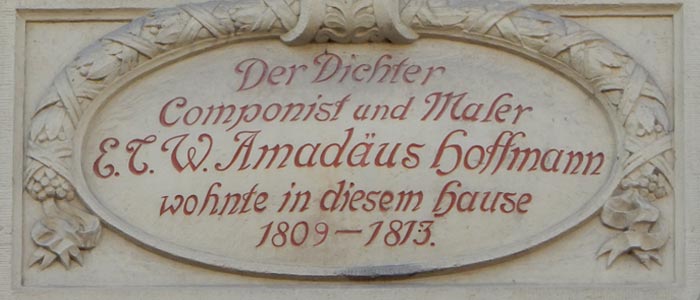 Der Dichter
Componist und Maler
E. T. W. Amadäus Hoffmann
wohnte in diesem Hause
1809 – 1813.